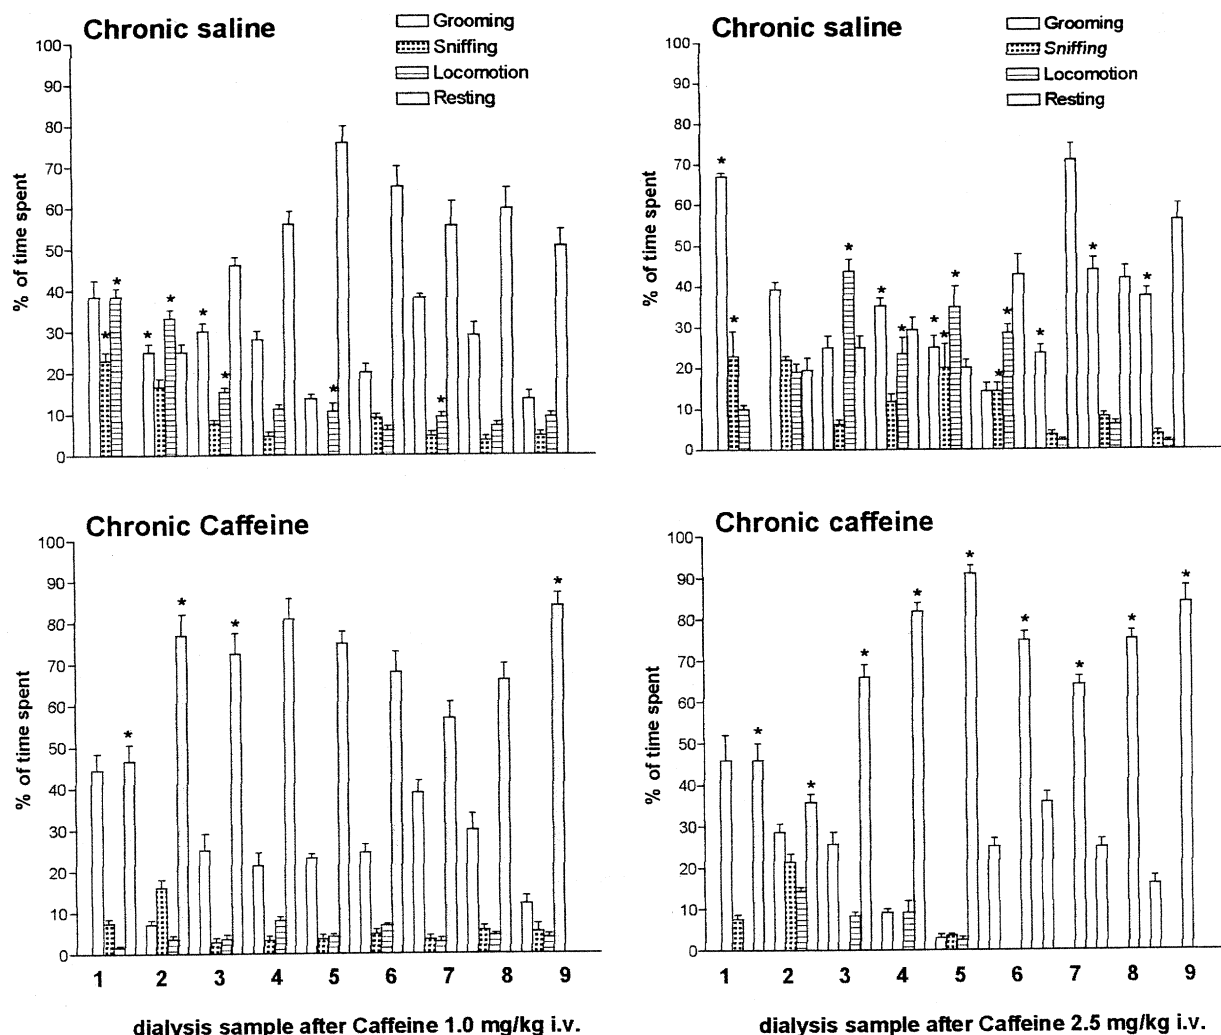 Chronic saline
Grooming
Sniffing
Locomotion
Resting
100
90
80
70
60
50
40
30
20
10
0
% of time spent
* * * * * * * *
Chronic saline
Grooming
Sniffing
Locomotion
Resting
100
90
80
70
60
50
40
30
20
10
0
% of time spent
* * * * * * * * * * * *
Chronic Caffeine
100
90
80
70
60
50
40
30
20
10
0
% of time spent
* * * *
1 2 3 4 5 6 7 8 9
dialysis sample after Caffeine 1.0 mg/kg i.v.
Chronic caffeine
100
90
80
70
60
50
40
30
20
10
0
% of time spent
* * * * * * * * *
1 2 3 4 5 6 7 8 9
dialysis sample after Caffeine 2.5 mg/kg i.v.